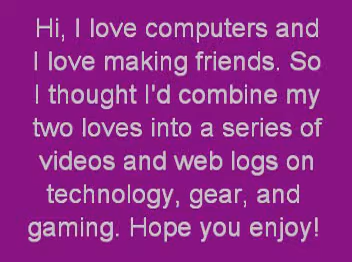 Hi, I love computers and
I love making friends. So
I thought I'd combine my
two loves into a series of
videos and web logs on
technology, gear, and
gaming. Hope you enjoy!